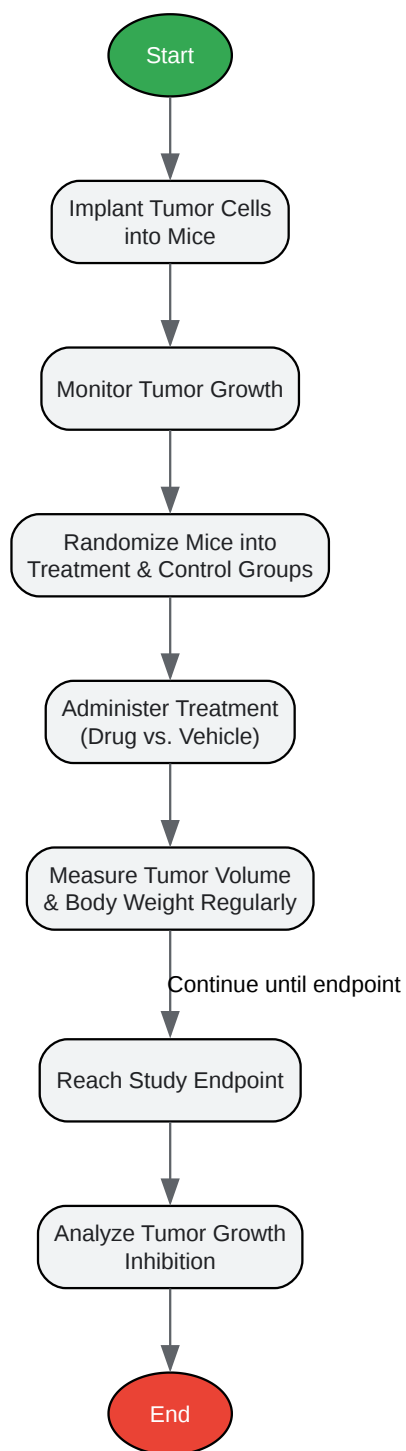 Start
Implant Tumor Cells
into Mice
Monitor Tumor Growth
Randomize Mice into
Treatment & Control Groups
Administer Treatment
(Drug vs. Vehicle)
Measure Tumor Volume
& Body Weight Regularly
Continue until endpoint
Reach Study Endpoint
Analyze Tumor Growth
Inhibition
End